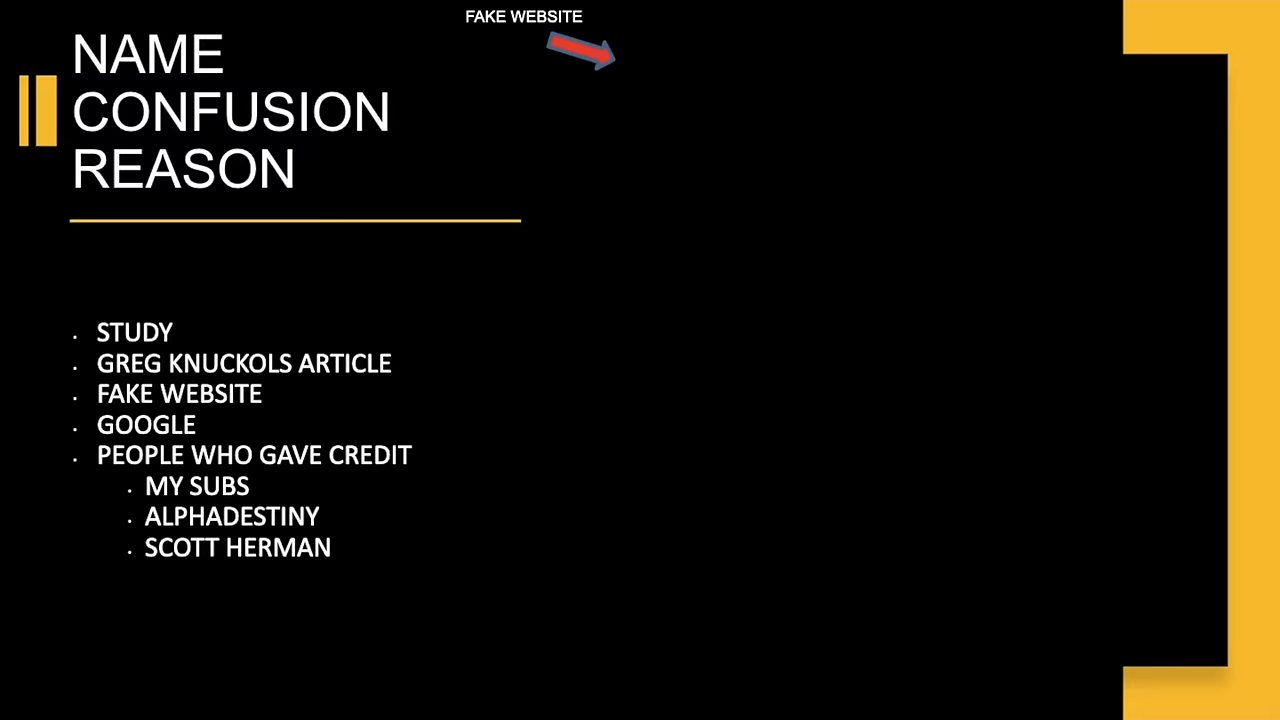 FAKE WEBSITE
NAME
CONFUSION
REASON
STUDY
GREG KNUCKOLS ARTICLE
FAKE WEBSITE
GOOGLE
PEOPLE WHO GAVE CREDIT
MY SUBS
ALPHADESTINY
SCOTT HERMAN